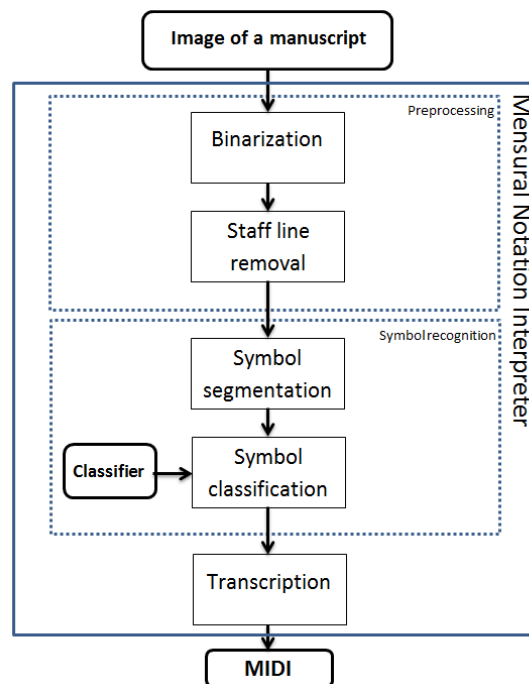 Image of a manuscript
Preprocessing
Mensural Notation Interpreter
Binarization
Staff line
removal
Symbol recognition
Symbol
segmentation
Classifier
Symbol
classification
Transcription
MIDI